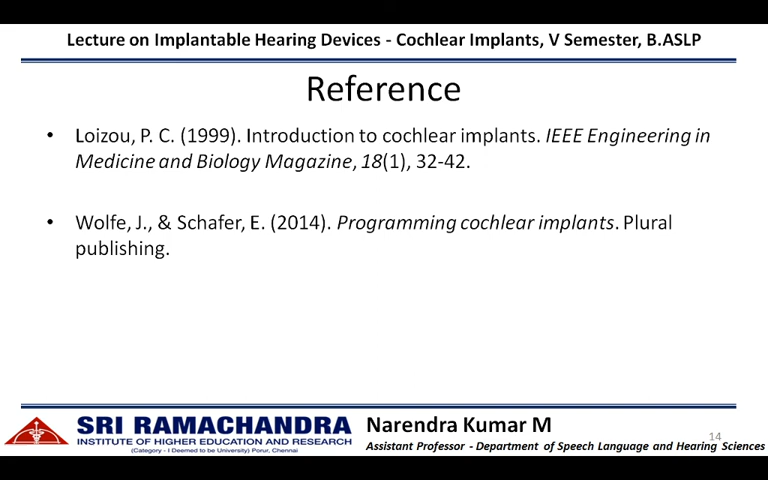 Lecture on Implantable Hearing Devices - Cochlear Implants, V Semester, B.ASLP
Reference
• Loizou, P. C. (1999). Introduction to cochlear implants. IEEE Engineering in
Medicine and Biology Magazine, 18(1), 32-42.
• Wolfe, J., & Schafer, E. (2014). Programming cochlear implants. Plural
publishing.
SRI RAMACHANDRA
INSTITUTE OF HIGHER EDUCATION AND RESEARCH
(Category - I Deemed to be University) Porur, Chennai
Narendra Kumar M
14
Assistant Professor - Department of Speech Language and Hearing Sciences